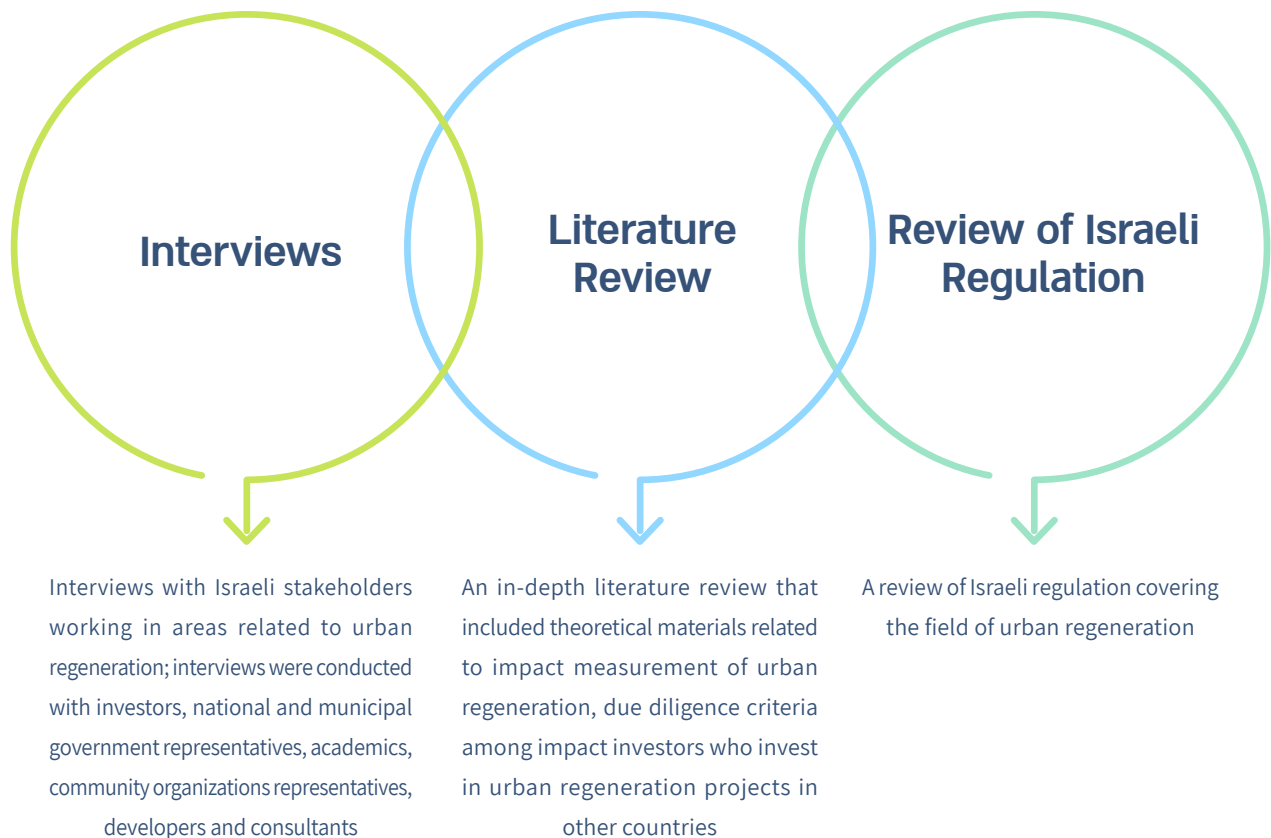 Interviews
Literature
Review
Review of Israeli
Regulation
Interviews with Israeli stakeholders
working in areas related to urban
regeneration; interviews were conducted
with investors, national and municipal
government representatives, academics,
community organizations representatives,
developers and consultants
An in-depth literature review that
included theoretical materials related
to impact measurement of urban
regeneration, due diligence criteria
among impact investors who invest
in urban regeneration projects in
other countries
A review of Israeli regulation covering
the field of urban regeneration